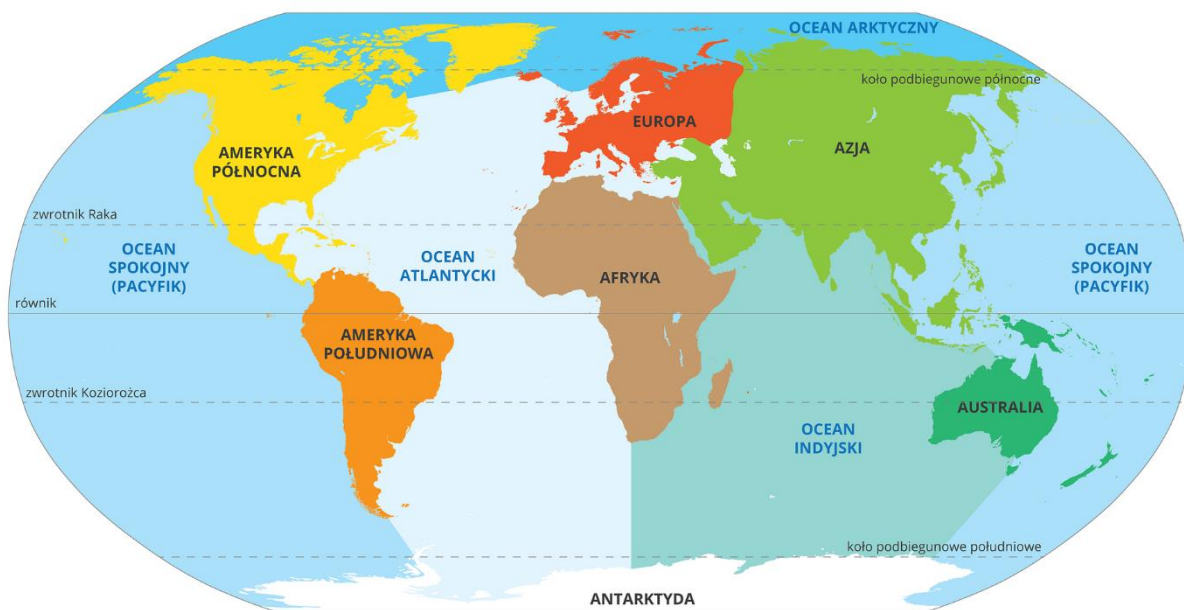 OCEAN ARKTYCZNY
koło podbiegunowe północne
EUROPA
AZJA
AMERYKA
PÓŁNOCNA
zwrotnik Raka
OCEAN
SPOKOJNY
(PACYFIK)
OCEAN
ATLANTYCKI
AFRYKA
OCEAN
SPOKOJNY
(PACYFIK)
równik
AMERYKA
POŁUDNIOWA
zwrotnik Koziorożca
AUSTRALIA
OCEAN
INDYJSKI
koło podbiegunowe południowe
ANTARKTYDA